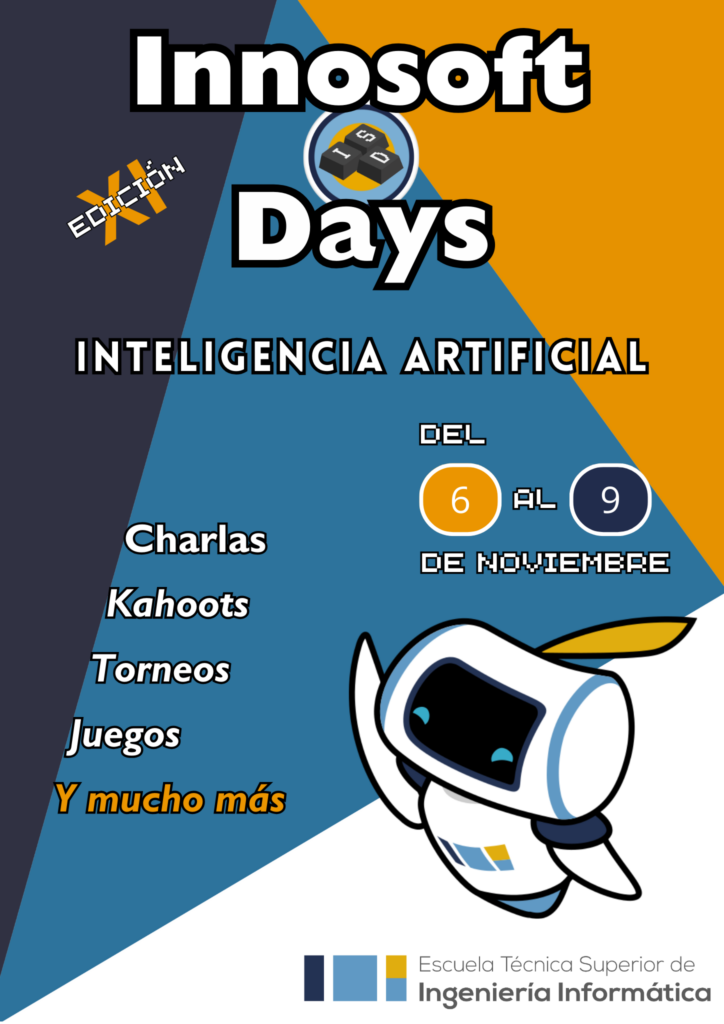 Innosoft
I S D
XI
EDICIÓN
Days
INTELIGENCIA ARTIFICIAL
DEL
6 AL 9
DE NOVIEMBRE
Charlas
Kahoots
Torneos
Juegos
Y mucho más
Escuela Técnica Superior de
Ingeniería Informática